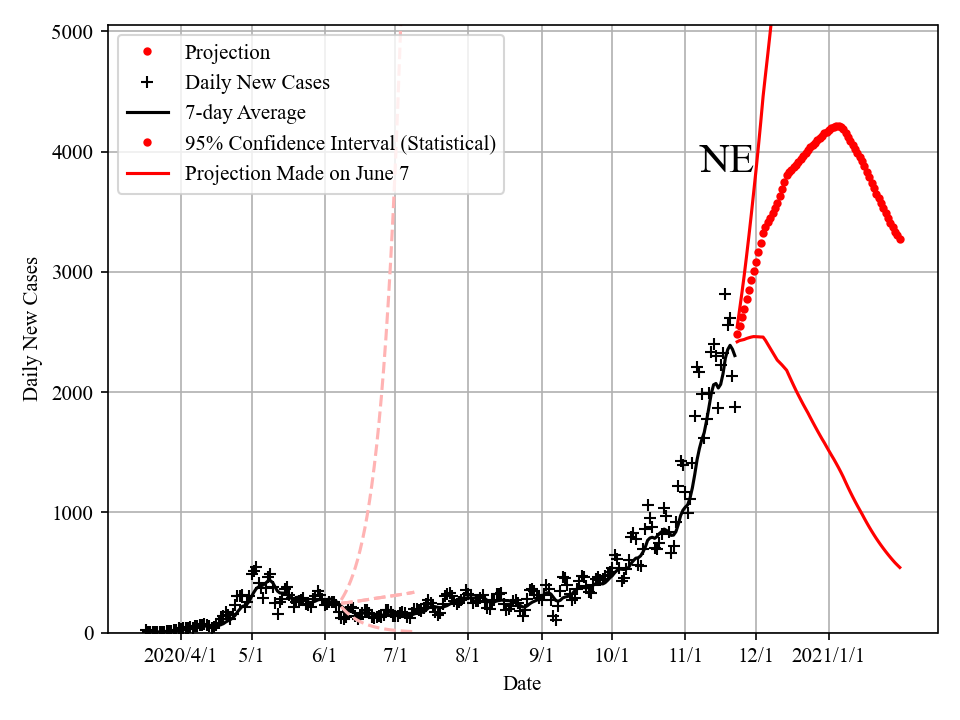 5000
4000
3000
2000
1000
0
Daily New Cases
Projection
Daily New Cases
7-day Average
95% Confidence Interval (Statistical)
Projection Made on June 7
NE
2020/4/1 5/1 6/1 7/1 8/1 9/1 10/1 11/1 12/1 2021/1/1
Date